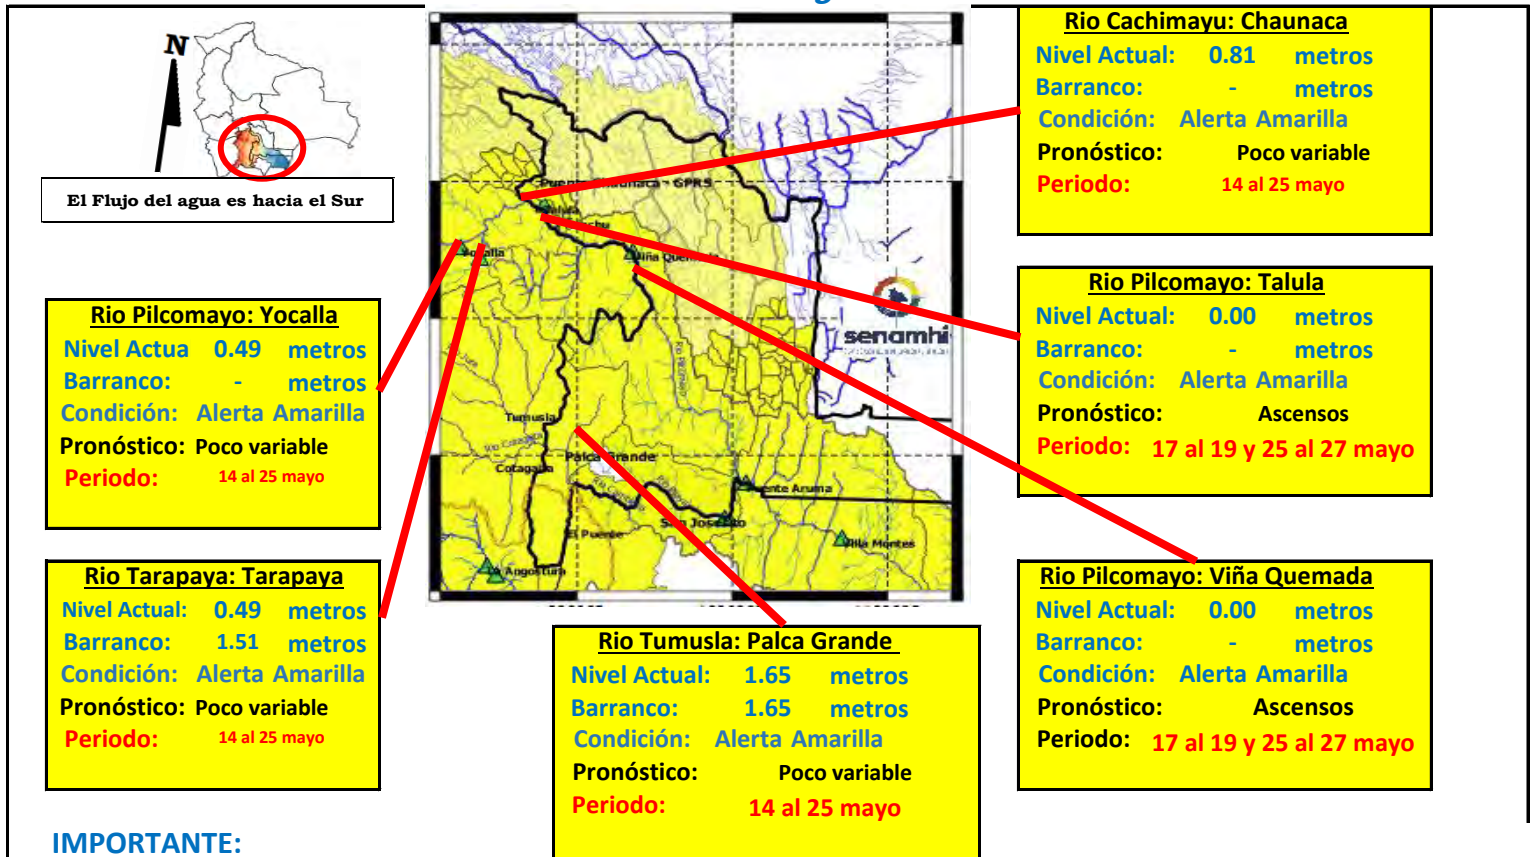 N
El Flujo del agua es hacia el Sur
Rio Cachimayu: Chaunaca
Nivel Actual: 0.81 metros
Barranco: - metros
Condición: Alerta Amarilla
Pronóstico: Poco variable
Periodo: 14 al 25 mayo
Rio Pilcomayo: Talula
Nivel Actual: 0.00 metros
Barranco: - metros
Condición: Alerta Amarilla
Pronóstico: Ascensos
Periodo: 17 al 19 y 25 al 27 mayo
Rio Pilcomayo: Yocalla
Nivel Actua 0.49 metros
Barranco: - metros
Condición: Alerta Amarilla
Pronóstico: Poco variable
Periodo: 14 al 25 mayo
Rio Tarapaya: Tarapaya
Nivel Actual: 0.49 metros
Barranco: 1.51 metros
Condición: Alerta Amarilla
Pronóstico: Poco variable
Periodo: 14 al 25 mayo
Rio Tumusla: Palca Grande
Nivel Actual: 1.65 metros
Barranco: 1.65 metros
Condición: Alerta Amarilla
Pronóstico: Poco variable
Periodo: 14 al 25 mayo
Rio Pilcomayo: Viña Quemada
Nivel Actual: 0.00 metros
Barranco: - metros
Condición: Alerta Amarilla
Pronóstico: Ascensos
Periodo: 17 al 19 y 25 al 27 mayo
Puente Chaunaca - GPRS
Talula
Yocalla
Viña Quemada
senamhi
Tumusla
Palca Grande
Cotagaita
Puente Aruma
San Josecito
El Puente
Villa Montes
Angostura
IMPORTANTE: